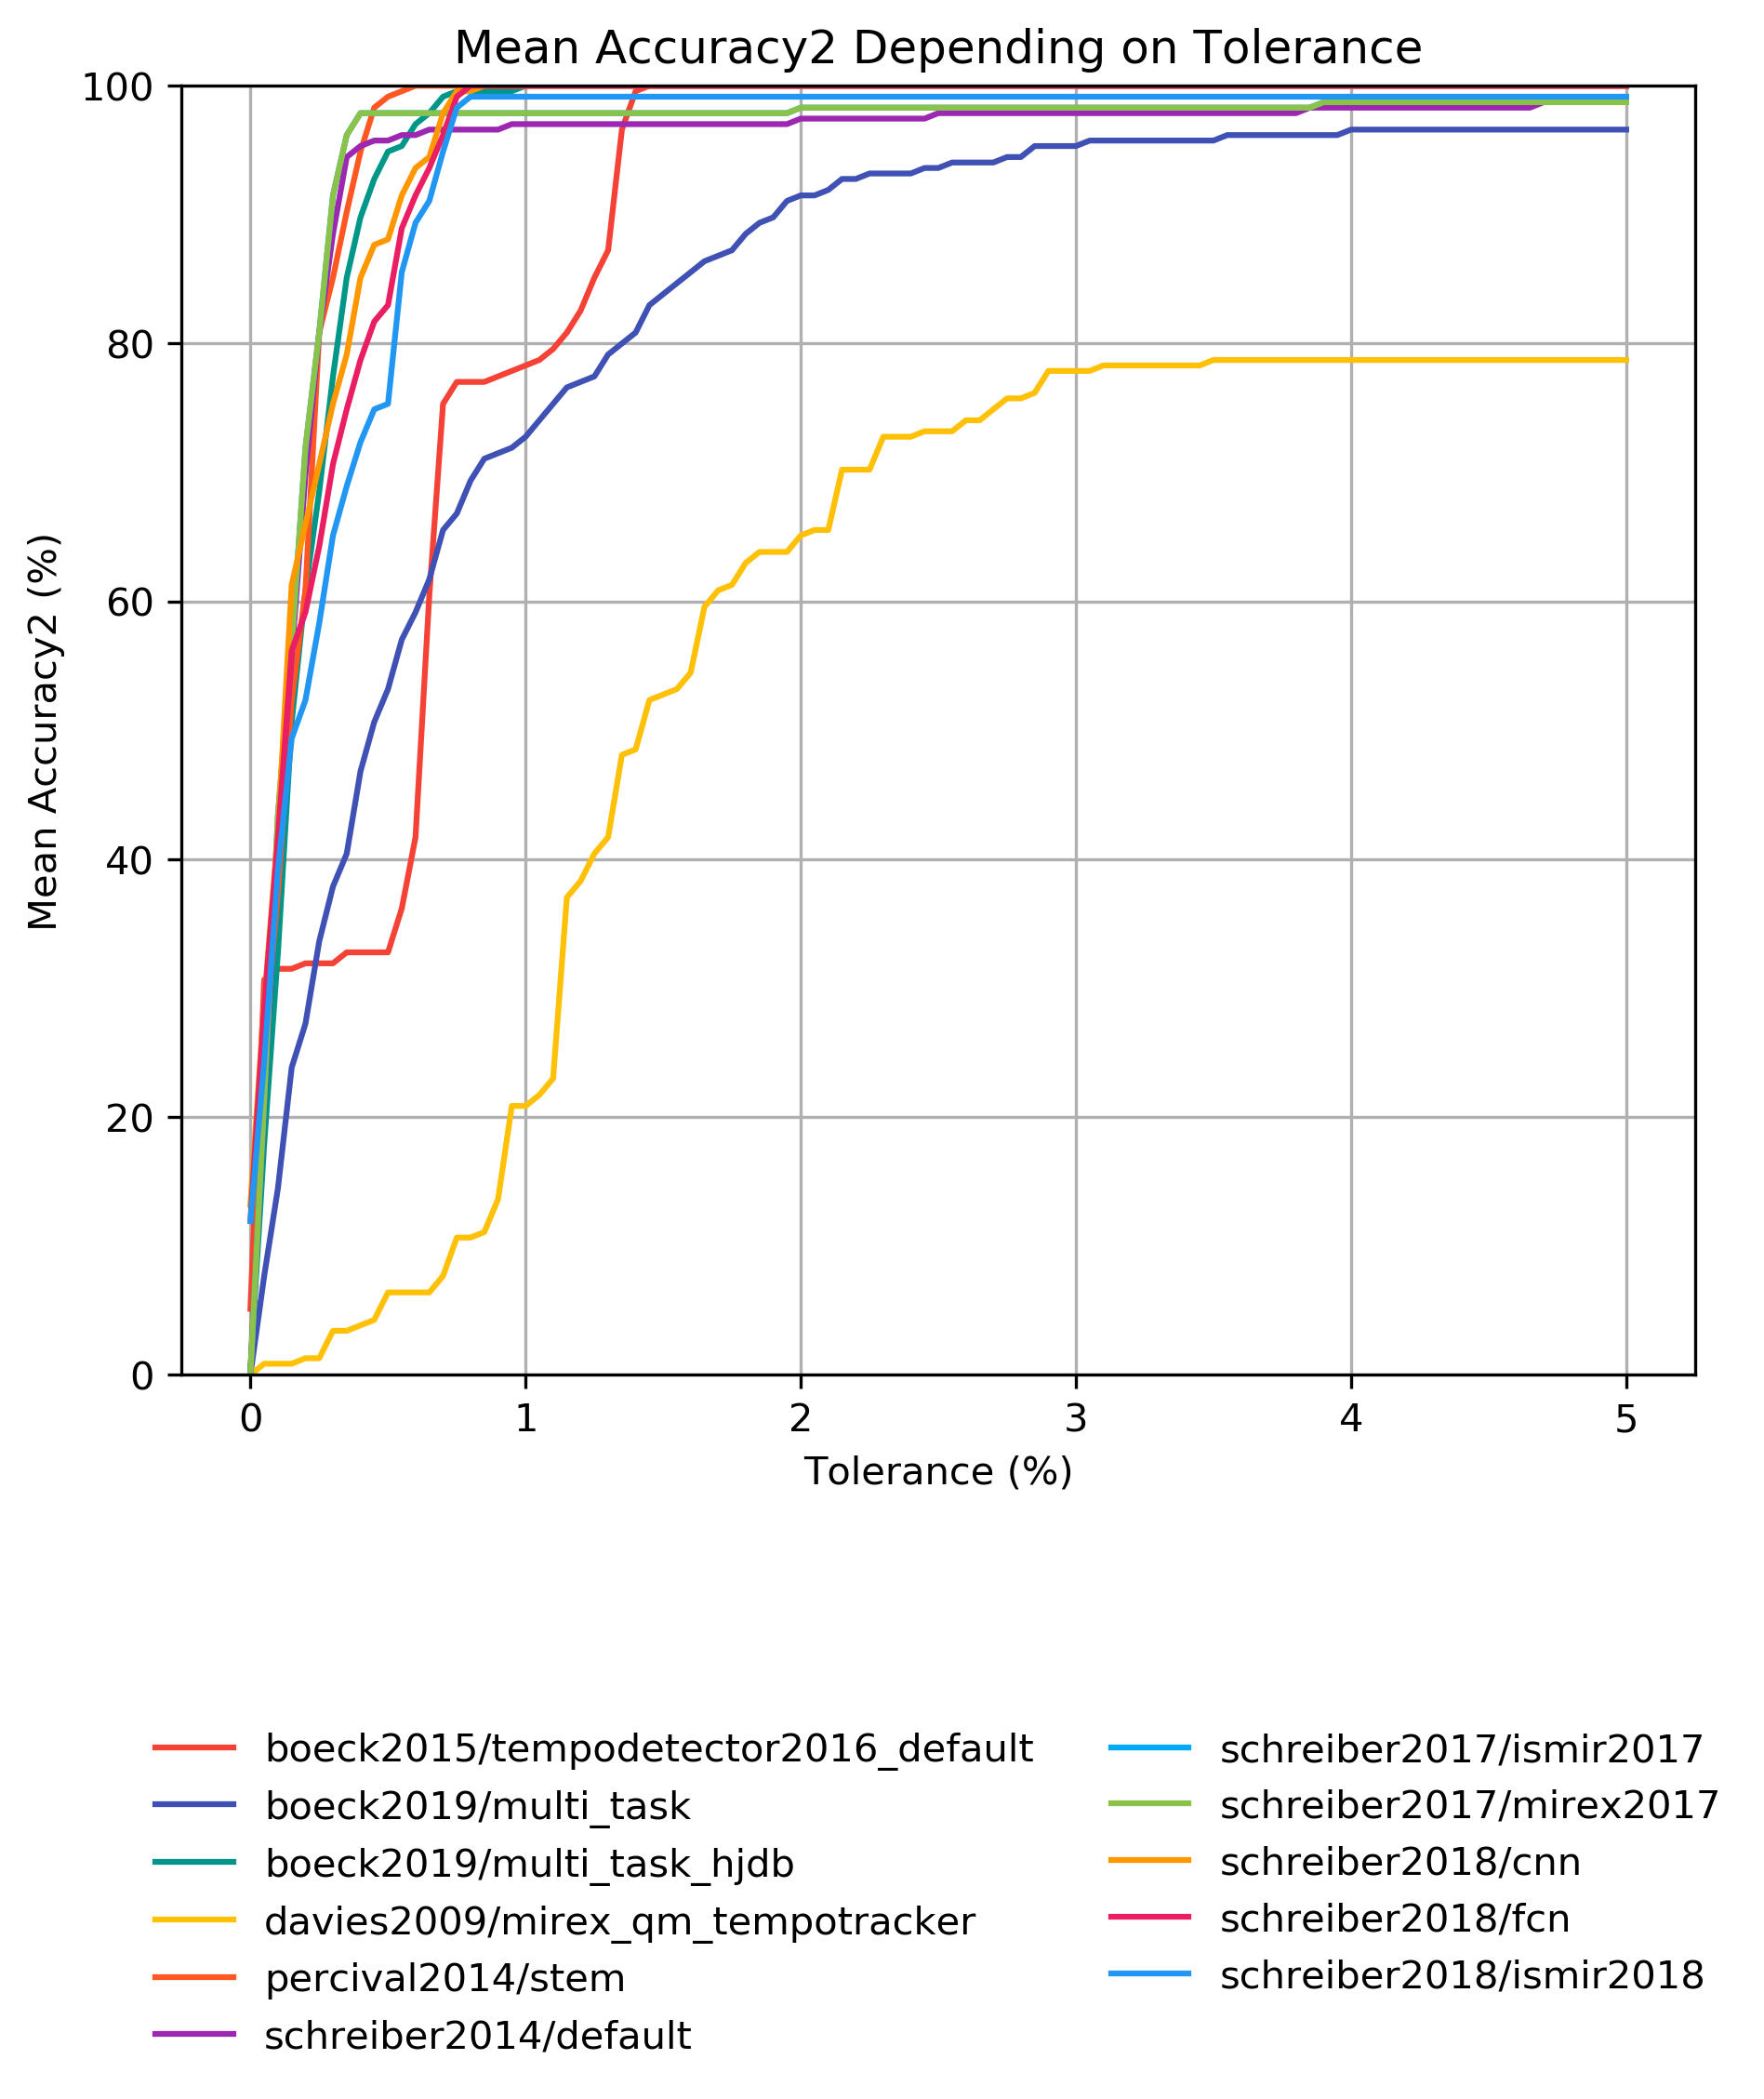 Mean Accuracy2 Depending on Tolerance
100
80
60
40
20
0
Mean Accuracy2 (%)
0 1 2 3 4 5
Tolerance (%)
boeck2015/tempodetector2016_default
boeck2019/multi_task
boeck2019/multi_task_hjdb
davies2009/mirex_qm_tempotracker
percival2014/stem
schreiber2014/default
schreiber2017/ismir2017
schreiber2017/mirex2017
schreiber2018/cnn
schreiber2018/fcn
schreiber2018/ismir2018